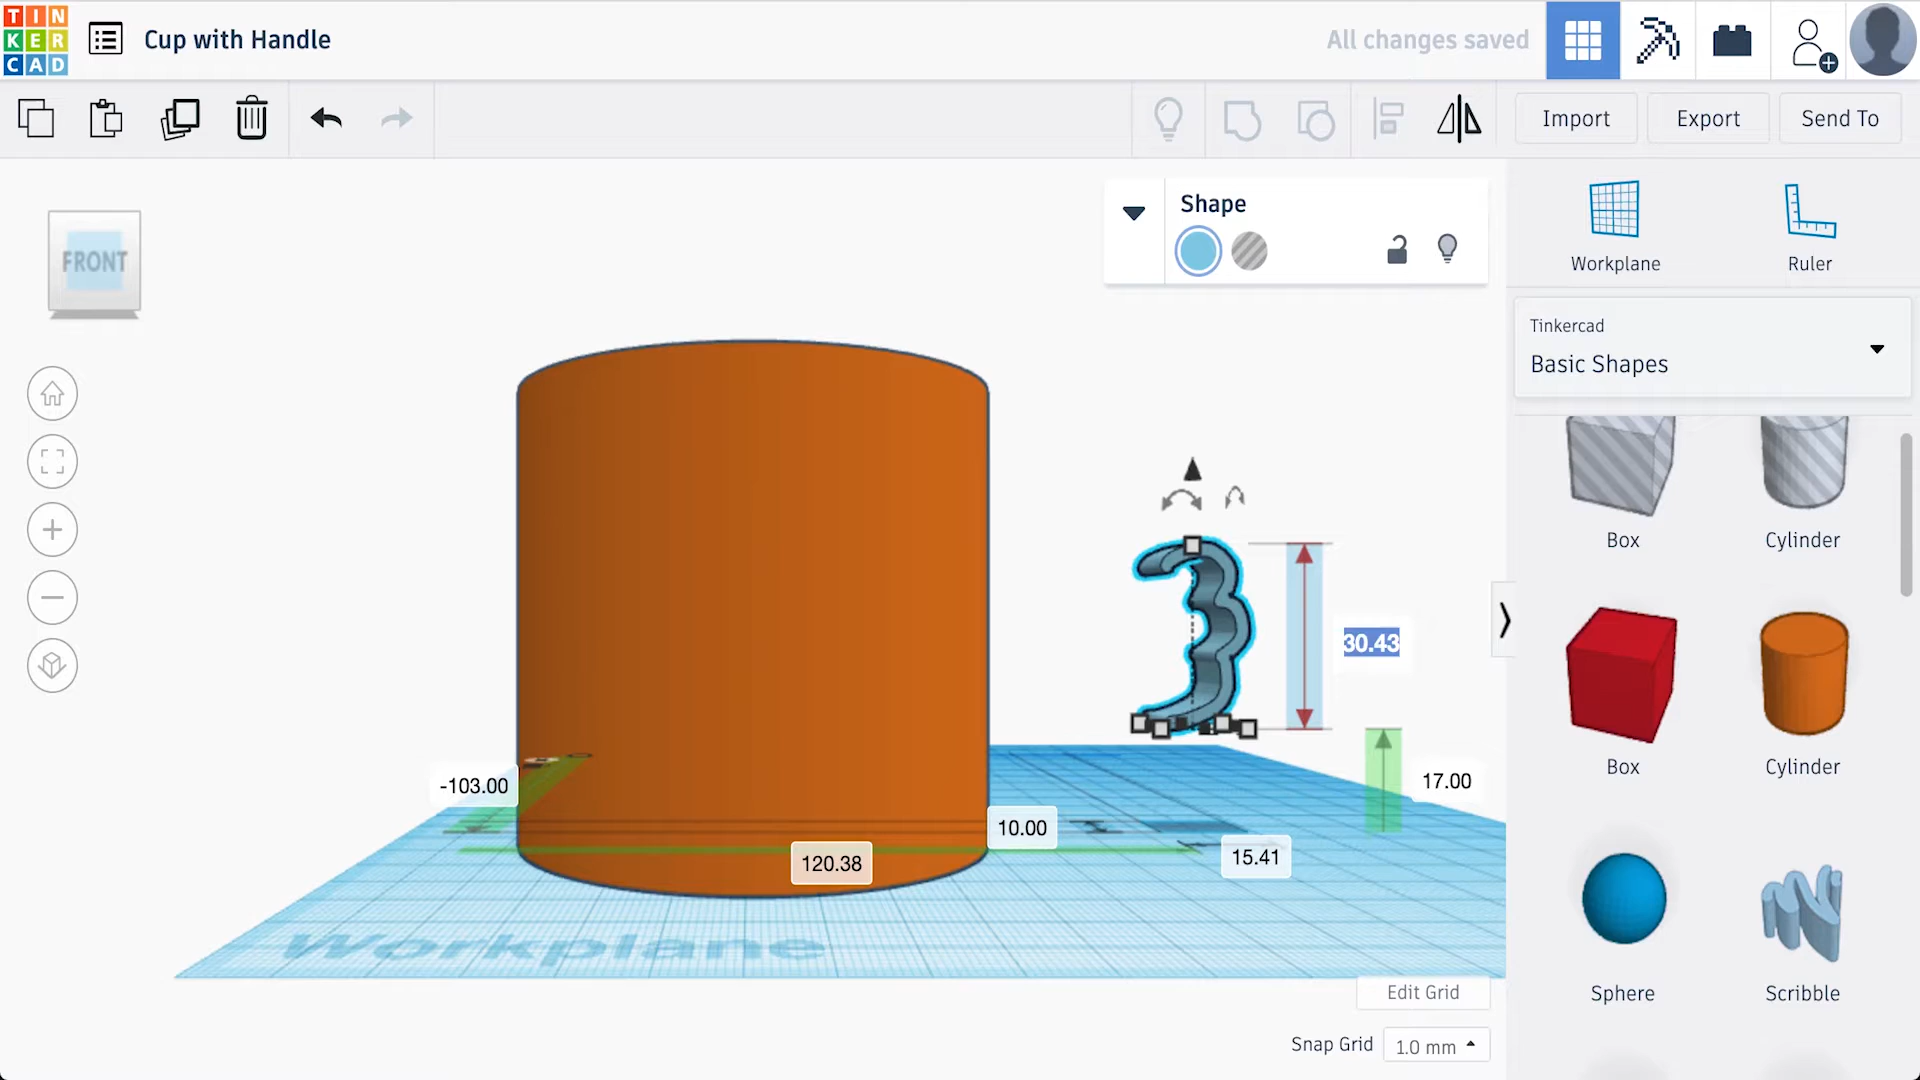 TIN
KER
CAD
Cup with Handle
All changes saved
Import
Export
Send To
FRONT
Shape
Workplane
Ruler
Tinkercad
Basic Shapes
Box
Cylinder
30.43
Box
Cylinder
-103.00
17.00
10.00
120.38
15.41
Workplane
Sphere
Scribble
Edit Grid
Snap Grid
1.0 mm